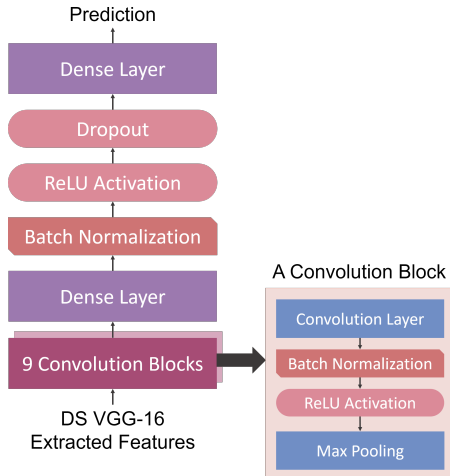 Prediction
Dense Layer
Dropout
ReLU Activation
Batch Normalization
Dense Layer
9 Convolution Blocks
DS VGG-16
Extracted Features
A Convolution Block
Convolution Layer
Batch Normalization
ReLU Activation
Max Pooling